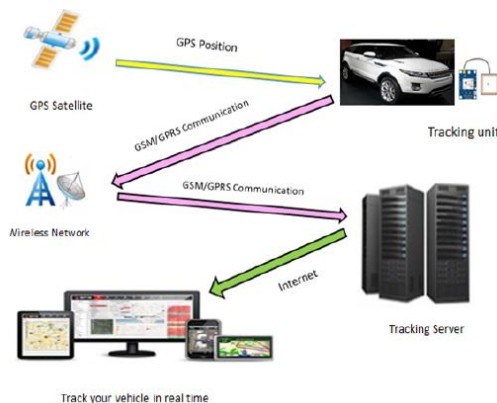 GPS Position
GPS Satellite
Tracking unit
GSM/GPRS Communication
GSM/GPRS Communication
Wireless Network
Internet
Tracking Server
Track your vehicle in real time